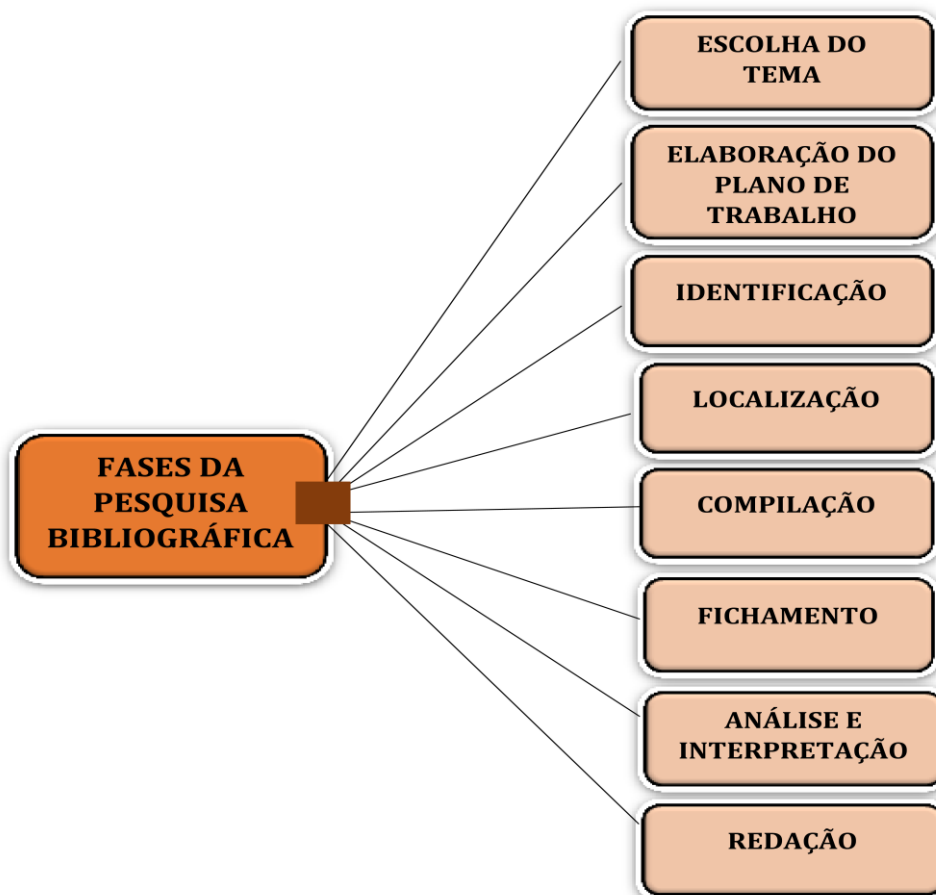 FASES DA
PESQUISA
BIBLIOGRÁFICA
ESCOLHA DO
TEMA
ELABORAÇÃO DO
PLANO DE
TRABALHO
IDENTIFICAÇÃO
LOCALIZAÇÃO
COMPILAÇÃO
FICHAMENTO
ANÁLISE E
INTERPRETAÇÃO
REDAÇÃO